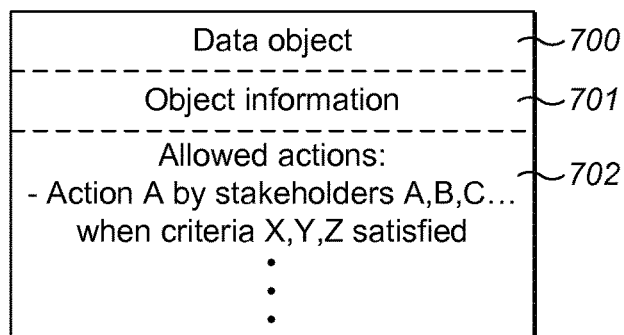 Data object 700
Object information 701
Allowed actions: 702
- Action A by stakeholders A,B,C...
when criteria X,Y,Z satisfied